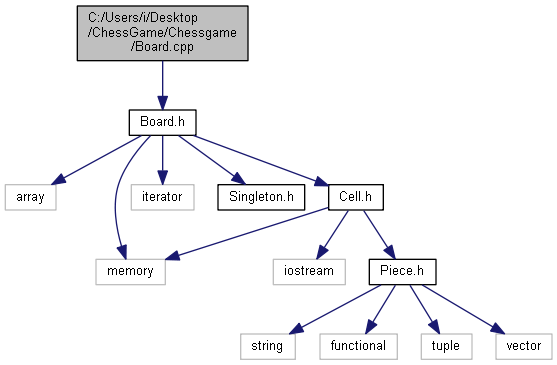 C:/Users/i/Desktop
/ChessGame/Chessgame
/Board.cpp
Board.h
array
iterator
Singleton.h
Cell.h
memory
iostream
Piece.h
string
functional
tuple
vector